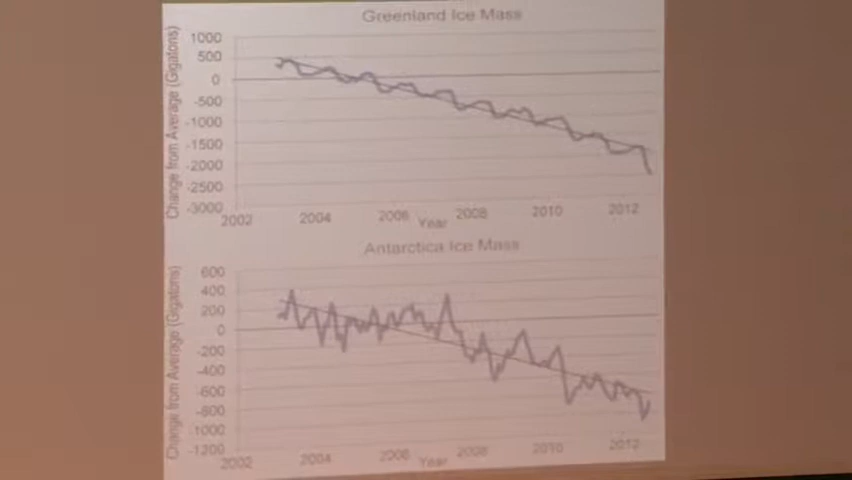 Greenland Ice Mass
Change from Average (Gigatons)
1000
500
0
-500
-1000
-1500
-2000
-2500
-3000
2002 2004 2006 2008 2010 2012
Year
Antarctica Ice Mass
Change from Average (Gigatons)
600
400
200
0
-200
-400
-600
-800
-1000
-1200
2002 2004 2006 2008 2010 2012
Year